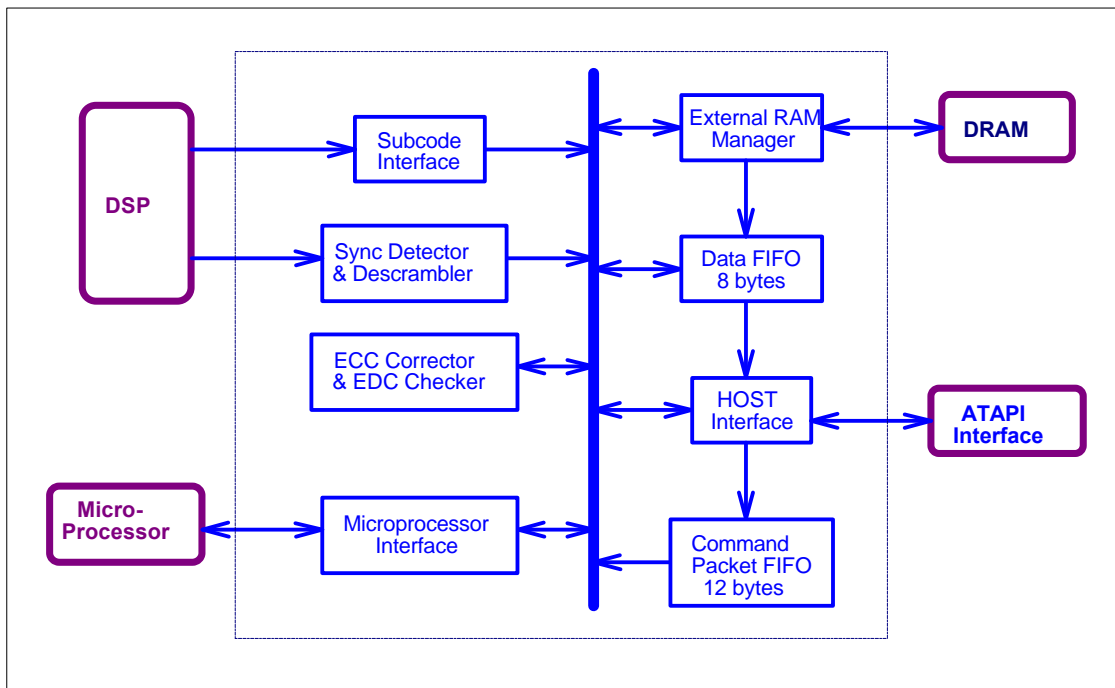 DSP
Subcode
Interface
Sync Detector
& Descrambler
ECC Corrector
& EDC Checker
Micro-
Processor
Microprocessor
Interface
External RAM
Manager
DRAM
Data FIFO
8 bytes
HOST
Interface
ATAPI
Interface
Command
Packet FIFO
12 bytes